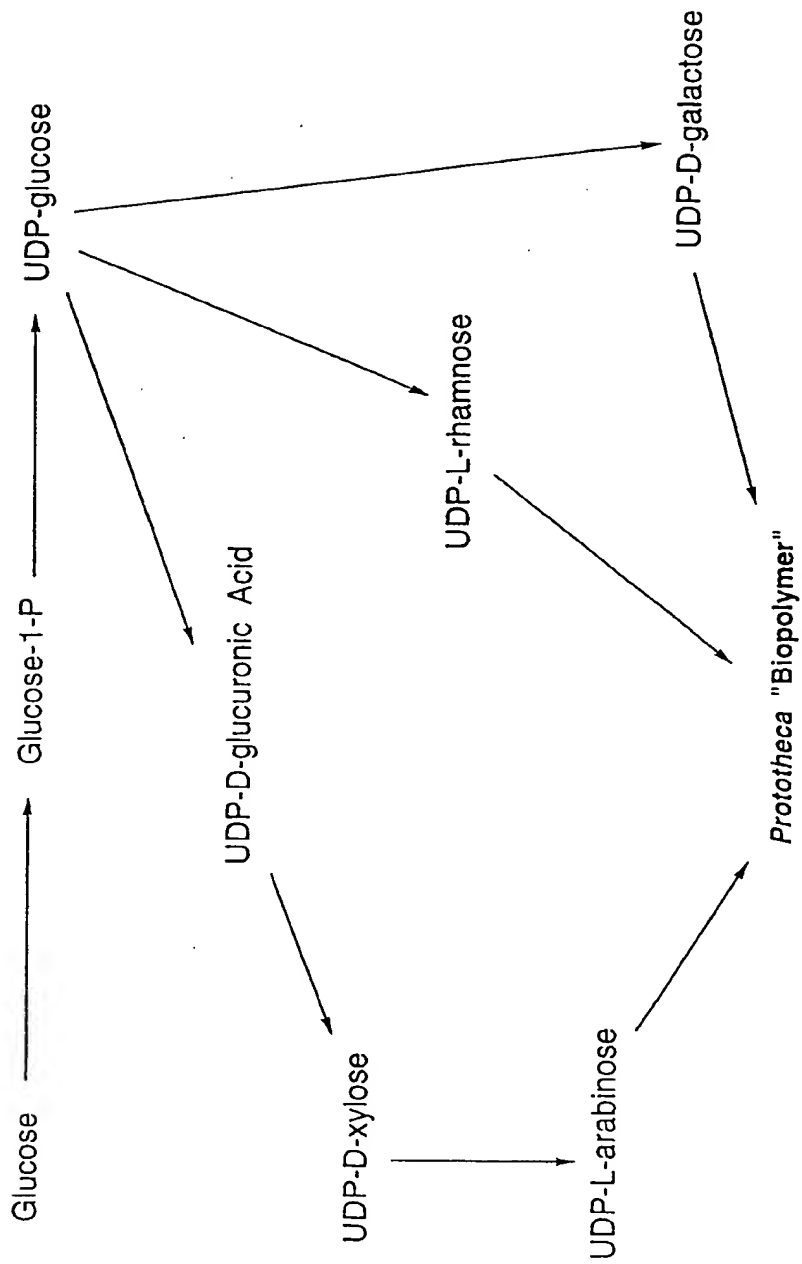 Glucose
Glucose-1-P
UDP-glucose
UDP-D-glucuronic Acid
UDP-D-xylose
UDP-L-rhamnose
UDP-L-arabinose
UDP-D-galactose
Prototheca "Biopolymer"